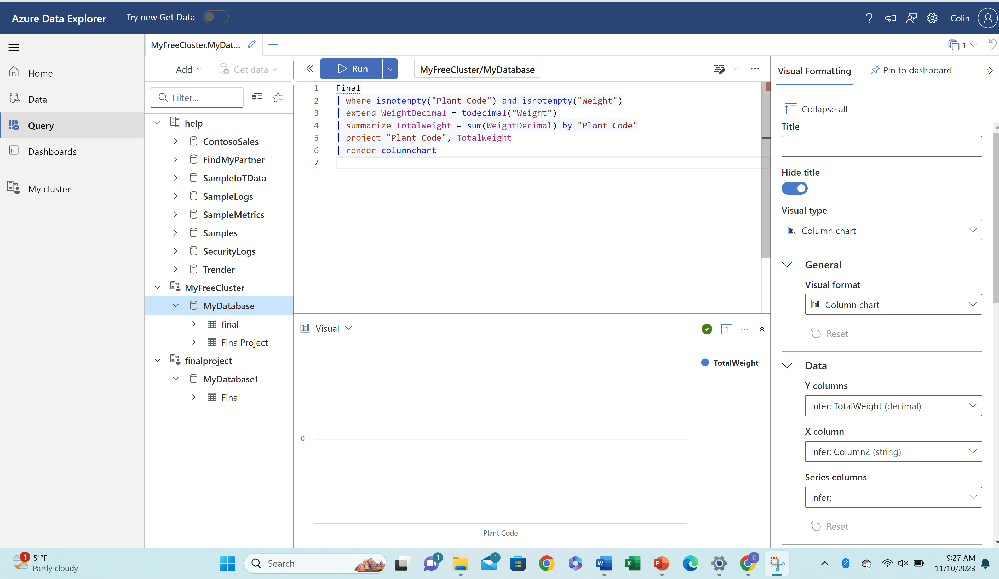 Azure Data Explorer
Try new Get Data
Colin
MyFreeCluster.MyDat...
1
Home
Data
Query
Dashboards
My cluster
Add
Get data
Filter...
help
ContosoSales
FindMyPartner
SampleIoTData
SampleLogs
SampleMetrics
Samples
SecurityLogs
Trender
MyFreeCluster
MyDatabase
final
FinalProject
finalproject
MyDatabase1
Final
Run
MyFreeCluster/MyDatabase
1 Final
2 | where isnotempty("Plant Code") and isnotempty("Weight")
3 | extend WeightDecimal = todecimal("Weight")
4 | summarize TotalWeight = sum(WeightDecimal) by "Plant Code"
5 | project "Plant Code", TotalWeight
6 | render columnchart
7
Visual
1
TotalWeight
0
Plant Code
Visual Formatting
Pin to dashboard
Collapse all
Title
Hide title
Visual type
Column chart
General
Visual format
Column chart
Reset
Data
Y columns
Infer: TotalWeight (decimal)
X column
Infer: Column2 (string)
Series columns
Infer:
Reset
1
51°F
Partly cloudy
Search
1
1
W
X
P
C
9:27 AM
11/10/2023